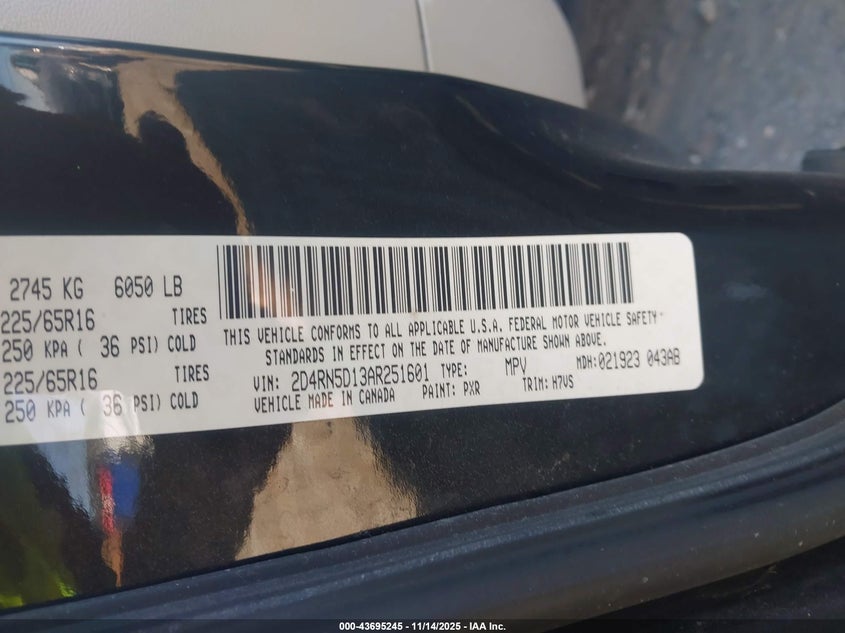 2745 KG 6050 LB
225/65R16 TIRES
250 KPA ( 36 PSI) COLD
225/65R16 TIRES
250 KPA ( 36 PSI) COLD
THIS VEHICLE CONFORMS TO ALL APPLICABLE U.S.A. FEDERAL MOTOR VEHICLE SAFETY
STANDARDS IN EFFECT ON THE DATE OF MANUFACTURE SHOWN ABOVE.
VIN: 2D4RN5D13AR251601 TYPE: MPV MDH:021923 043AB
VEHICLE MADE IN CANADA PAINT: PXR TRIM: H7VS
000-43695245 - 11/14/2025 - IAA Inc.